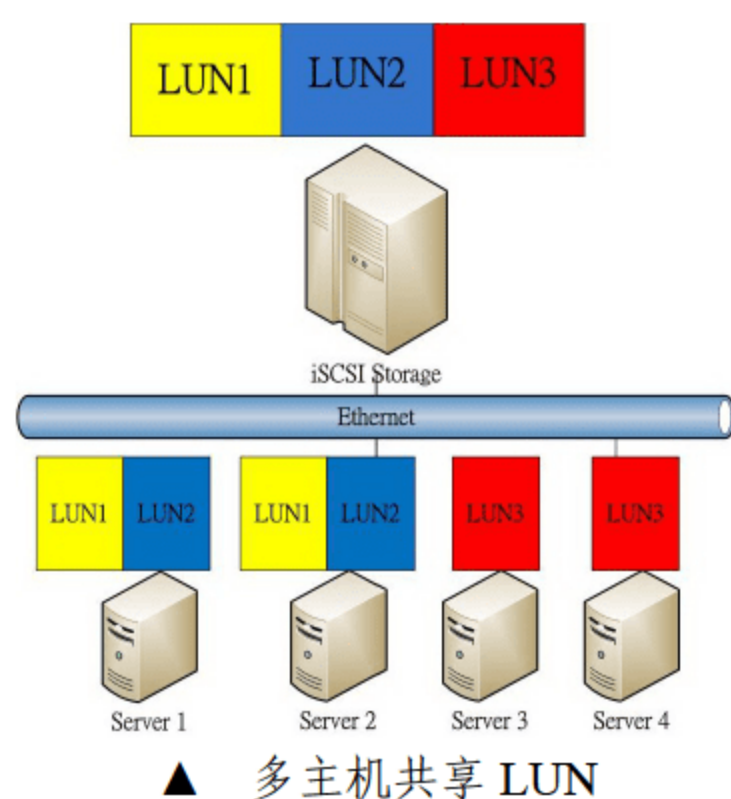 LUN1 LUN2 LUN3
iSCSI Storage
Ethernet
LUN1 LUN2 LUN1 LUN2 LUN3 LUN3
Server 1 Server 2 Server 3 Server 4
▲ 多主机共享 LUN